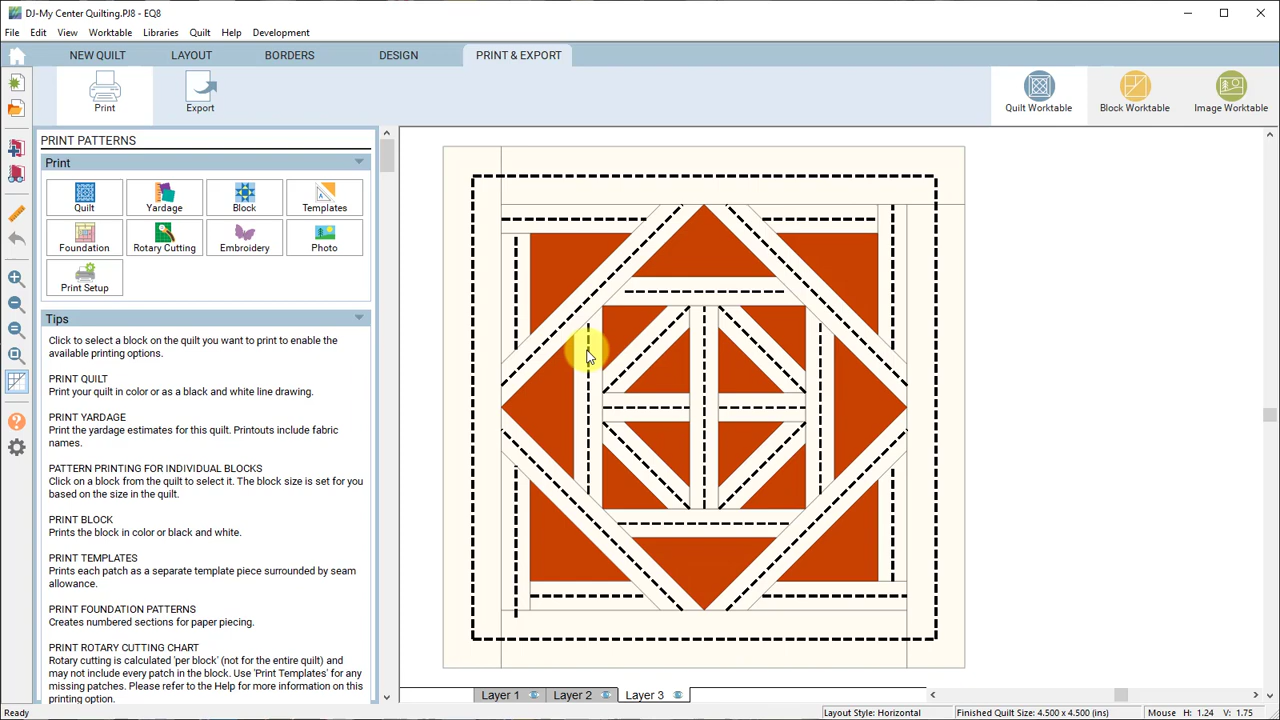 DJ-My Center Quilting.PJ8 - EQ8
File Edit View Worktable Libraries Quilt Help Development
NEW QUILT LAYOUT BORDERS DESIGN PRINT & EXPORT
Print Export Quilt Worktable Block Worktable Image Worktable
PRINT PATTERNS
Print
Quilt Yardage Block Templates
Foundation Rotary Cutting Embroidery Photo
Print Setup
Tips
Click to select a block on the quilt you want to print to enable the
available printing options.
PRINT QUILT
Print your quilt in color or as a black and white line drawing.
PRINT YARDAGE
Print the yardage estimates for this quilt. Printouts include fabric
names.
PATTERN PRINTING FOR INDIVIDUAL BLOCKS
Click on a block from the quilt to select it. The block size is set for you
based on the size in the quilt.
PRINT BLOCK
Prints the block in color or black and white.
PRINT TEMPLATES
Prints each patch as a separate template piece surrounded by seam
allowance.
PRINT FOUNDATION PATTERNS
Creates numbered sections for paper piecing.
PRINT ROTARY CUTTING CHART
Rotary cutting is calculated 'per block' (not for the entire quilt) and
may not include every patch in the block. Use 'Print Templates' for any
missing patches. Please refer to the Help for more information on this
printing option.
Layer 1 Layer 2 Layer 3
Ready Layout Style: Horizontal Finished Quilt Size: 4.500 x 4.500 (ins) Mouse H: 1.24 V: 1.75